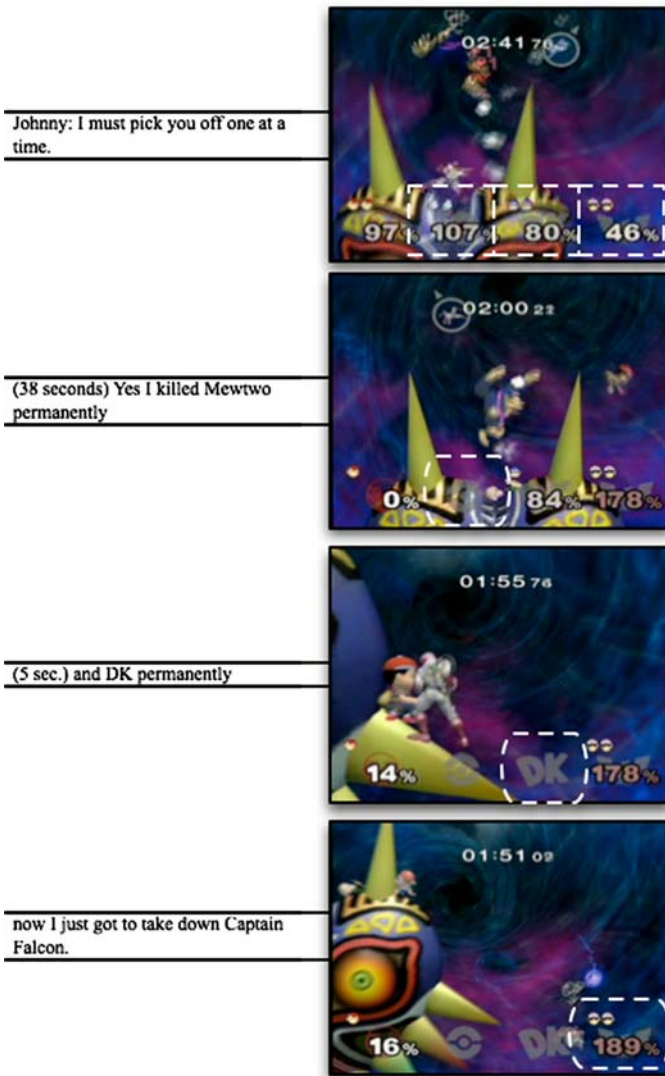 02:41 76
Johnny: I must pick you off one at a
time.
97% 107% 80% 46%
02:00 22
(38 seconds) Yes I killed Mewtwo
permanently
0% 84% 178%
01:55 76
(5 sec.) and DK permanently
14% DK 178%
01:51 09
now I just got to take down Captain
Falcon.
16% DK 189%